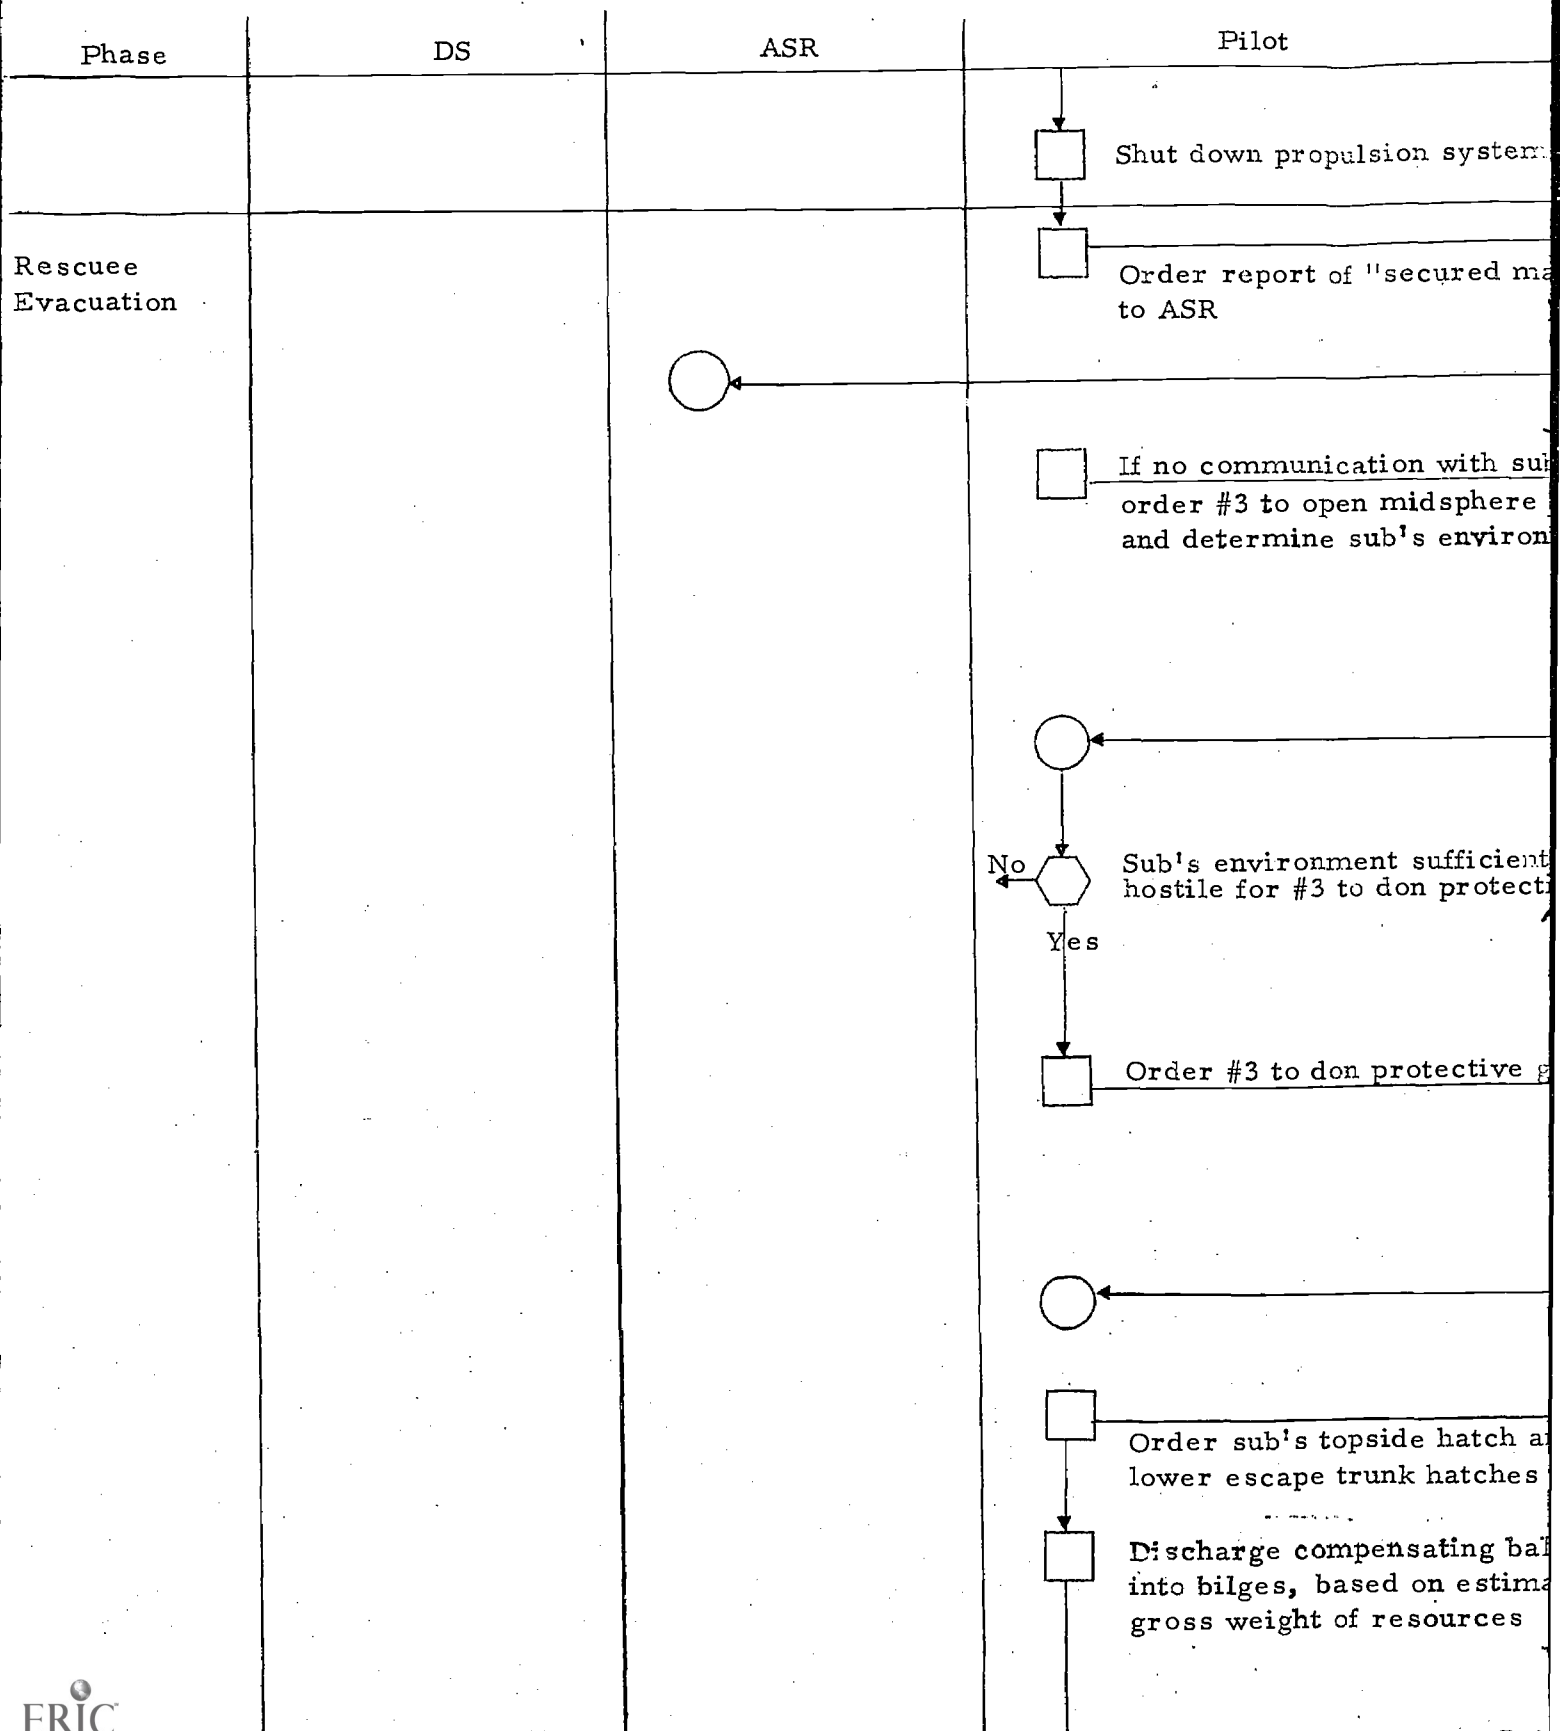 Phase
DS
ASR
Pilot
Shut down propulsion system
Rescuee
Evacuation
Order report of "secured
to ASR
If no communication with
order #3 to open midsphere
and determine sub's
No
Sub's environment
hostile for #3 to don
Yes
Order #3 to don protective
Order sub's topside hatch
lower escape trunk hatches
Discharge compensating
into bilges, based on
gross weight of resources
ERIC